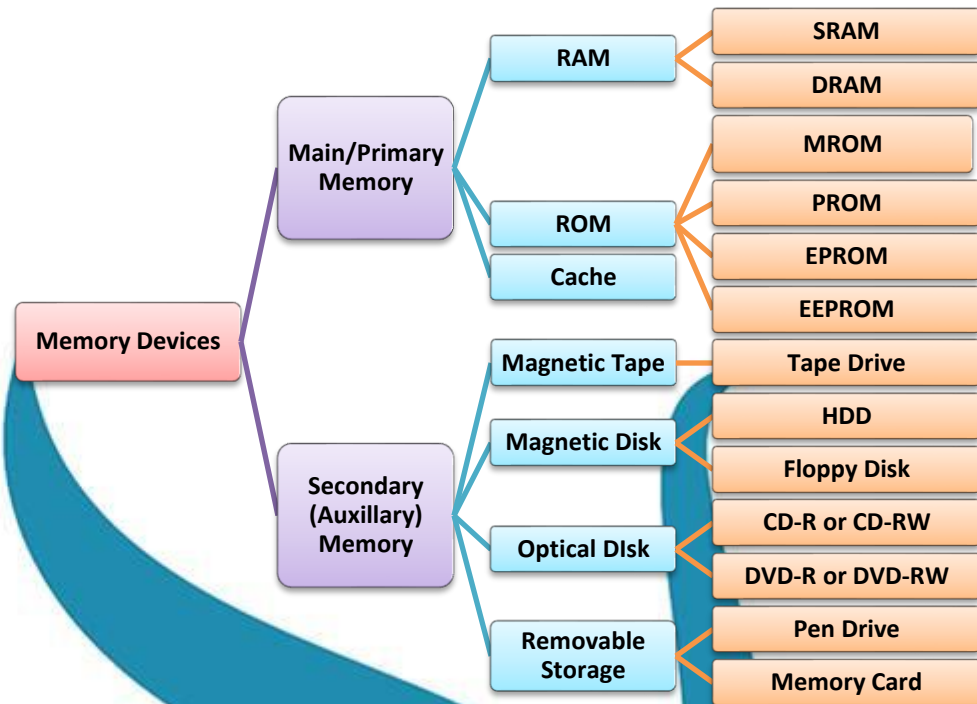 Memory Devices
Main/Primary
Memory
RAM
SRAM
DRAM
ROM
MROM
PROM
EPROM
EEPROM
Cache
Secondary
(Auxillary)
Memory
Magnetic Tape
Tape Drive
Magnetic Disk
HDD
Floppy Disk
Optical DIsk
CD-R or CD-RW
DVD-R or DVD-RW
Removable
Storage
Pen Drive
Memory Card